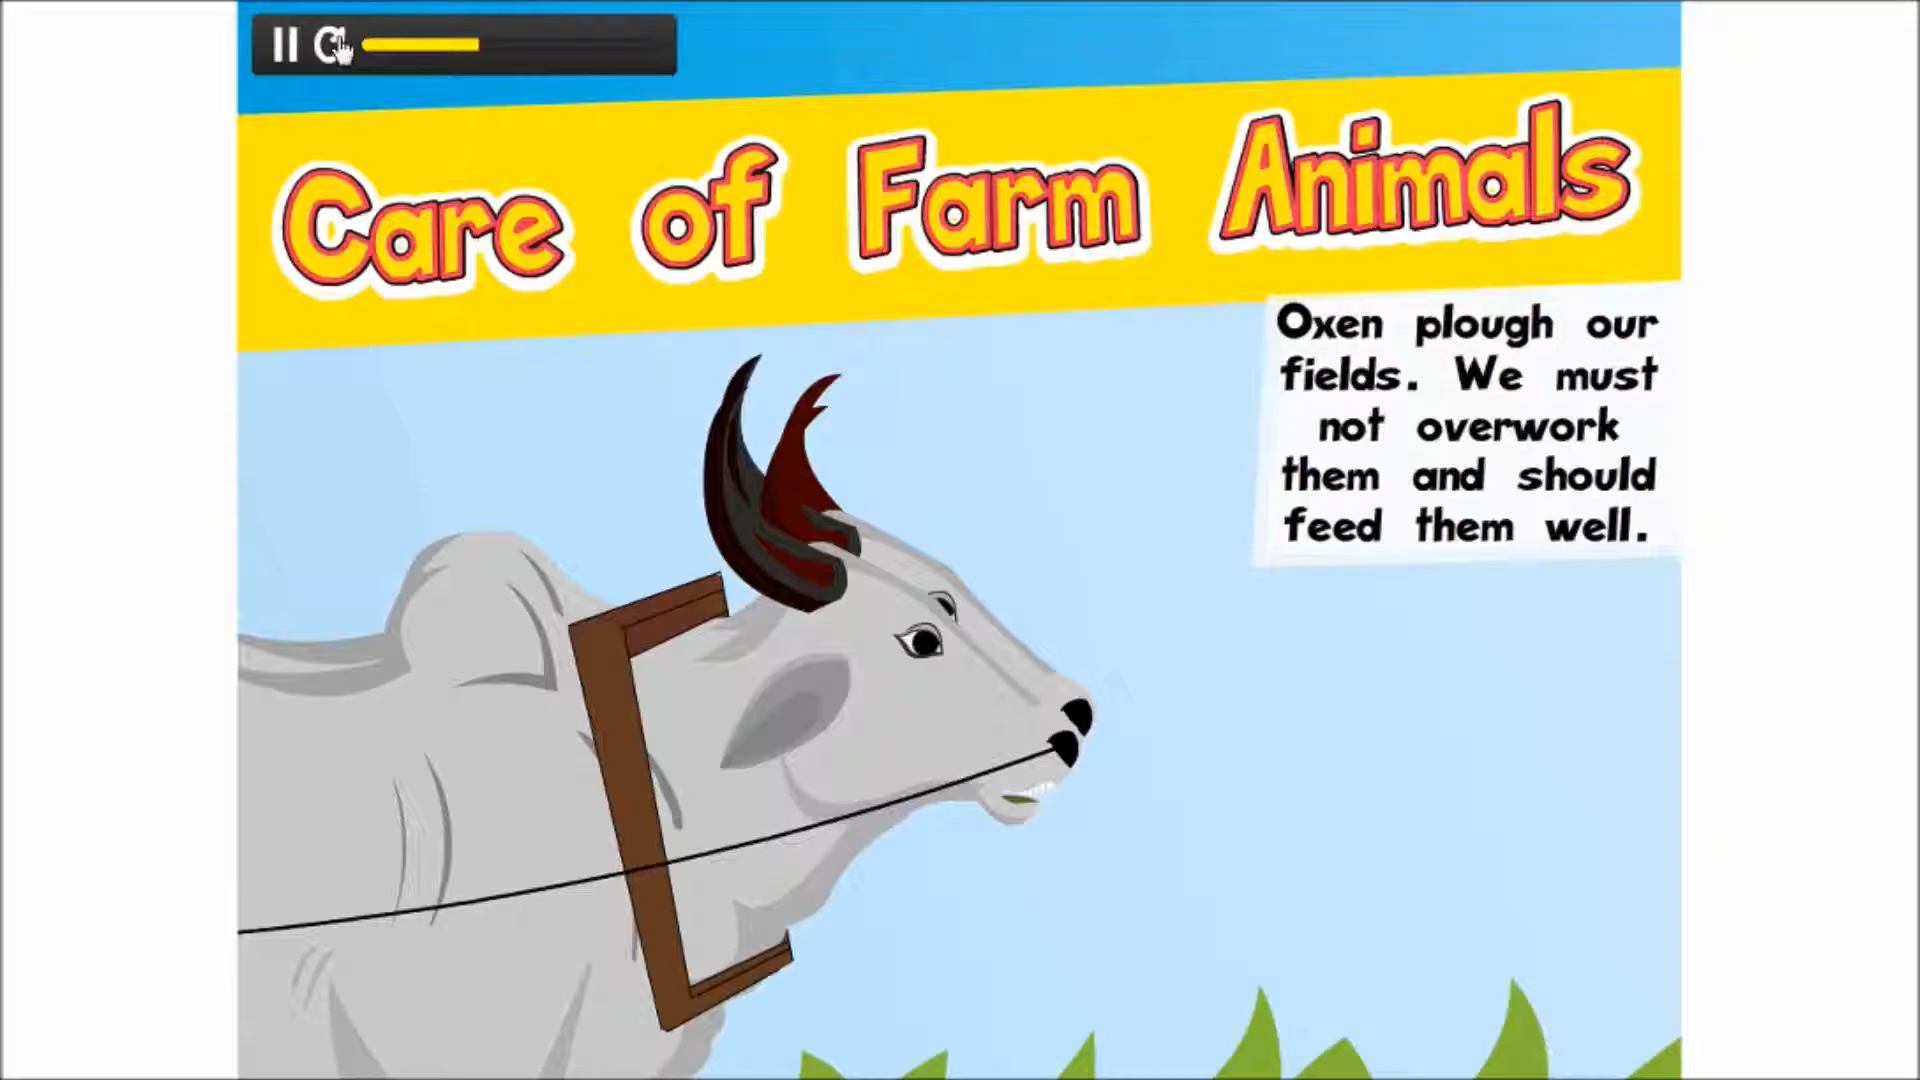 Care of Farm Animals
Oxen plough our
fields. We must
not overwork
them and should
feed them well.